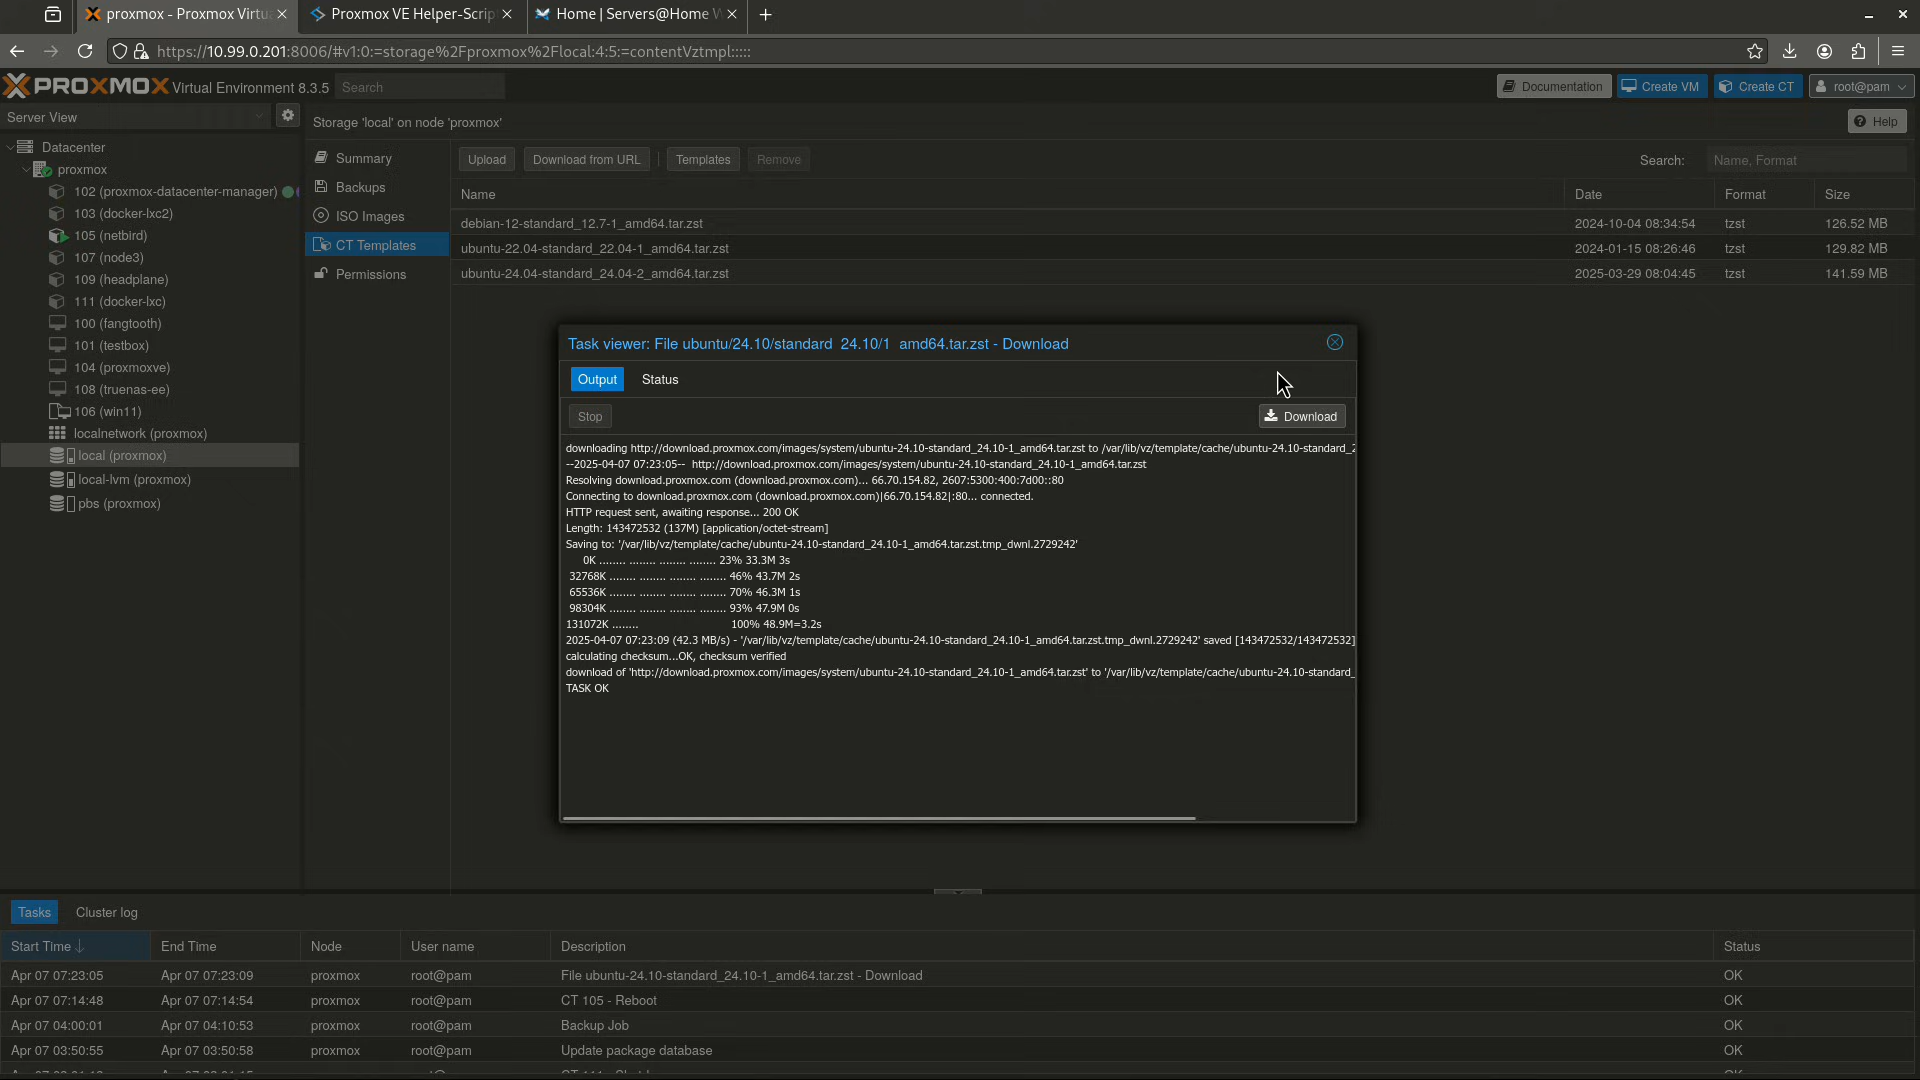 proxmox - Proxmox Virtu
Proxmox VE Helper-Scrip
Home | Servers@Home W
https://10.99.0.201:8006/#v1:0:=storage%2Fproxmox%2Flocal:4:5:=contentVztmpl:::::
PROXMOX Virtual Environment 8.3.5
Search
Documentation
Create VM
Create CT
root@pam
Server View
Storage 'local' on node 'proxmox'
Help
Datacenter
proxmox
102 (proxmox-datacenter-manager)
103 (docker-lxc2)
105 (netbird)
107 (node3)
109 (headplane)
111 (docker-lxc)
100 (fangtooth)
101 (testbox)
104 (proxmoxve)
108 (truenas-ee)
106 (win11)
localnetwork (proxmox)
local (proxmox)
local-lvm (proxmox)
pbs (proxmox)
Summary
Backups
ISO Images
CT Templates
Permissions
Upload
Download from URL
Templates
Remove
Search:
Name, Format
Name Date Format Size
debian-12-standard_12.7-1_amd64.tar.zst 2024-10-04 08:34:54 tzst 126.52 MB
ubuntu-22.04-standard_22.04-1_amd64.tar.zst 2024-01-15 08:26:46 tzst 129.82 MB
ubuntu-24.04-standard_24.04-2_amd64.tar.zst 2025-03-29 08:04:45 tzst 141.59 MB
Task viewer: File ubuntu/24.10/standard 24.10/1 amd64.tar.zst - Download
Output
Status
Stop
Download
downloading http://download.proxmox.com/images/system/ubuntu-24.10-standard_24.10-1_amd64.tar.zst to /var/lib/vz/template/cache/ubuntu-24.10-standard_2
--2025-04-07 07:23:05-- http://download.proxmox.com/images/system/ubuntu-24.10-standard_24.10-1_amd64.tar.zst
Resolving download.proxmox.com (download.proxmox.com)... 66.70.154.82, 2607:5300:400:7d00::80
Connecting to download.proxmox.com (download.proxmox.com)|66.70.154.82|:80... connected.
HTTP request sent, awaiting response... 200 OK
Length: 143472532 (137M) [application/octet-stream]
Saving to: '/var/lib/vz/template/cache/ubuntu-24.10-standard_24.10-1_amd64.tar.zst.tmp_dwnl.2729242'
0K ........ ........ ........ ........ 23% 33.3M 3s
32768K ........ ........ ........ ........ 46% 43.7M 2s
65536K ........ ........ ........ ........ 70% 46.3M 1s
98304K ........ ........ ........ ........ 93% 47.9M 0s
131072K ........ 100% 48.9M=3.2s
2025-04-07 07:23:09 (42.3 MB/s) - '/var/lib/vz/template/cache/ubuntu-24.10-standard_24.10-1_amd64.tar.zst.tmp_dwnl.2729242' saved [143472532/143472532]
calculating checksum...OK, checksum verified
download of 'http://download.proxmox.com/images/system/ubuntu-24.10-standard_24.10-1_amd64.tar.zst' to '/var/lib/vz/template/cache/ubuntu-24.10-standard_
TASK OK
Tasks
Cluster log
Start Time End Time Node User name Description Status
Apr 07 07:23:05 Apr 07 07:23:09 proxmox root@pam File ubuntu-24.10-standard_24.10-1_amd64.tar.zst - Download OK
Apr 07 07:14:48 Apr 07 07:14:54 proxmox root@pam CT 105 - Reboot OK
Apr 07 04:00:01 Apr 07 04:10:53 proxmox root@pam Backup Job OK
Apr 07 03:50:55 Apr 07 03:50:58 proxmox root@pam Update package database OK